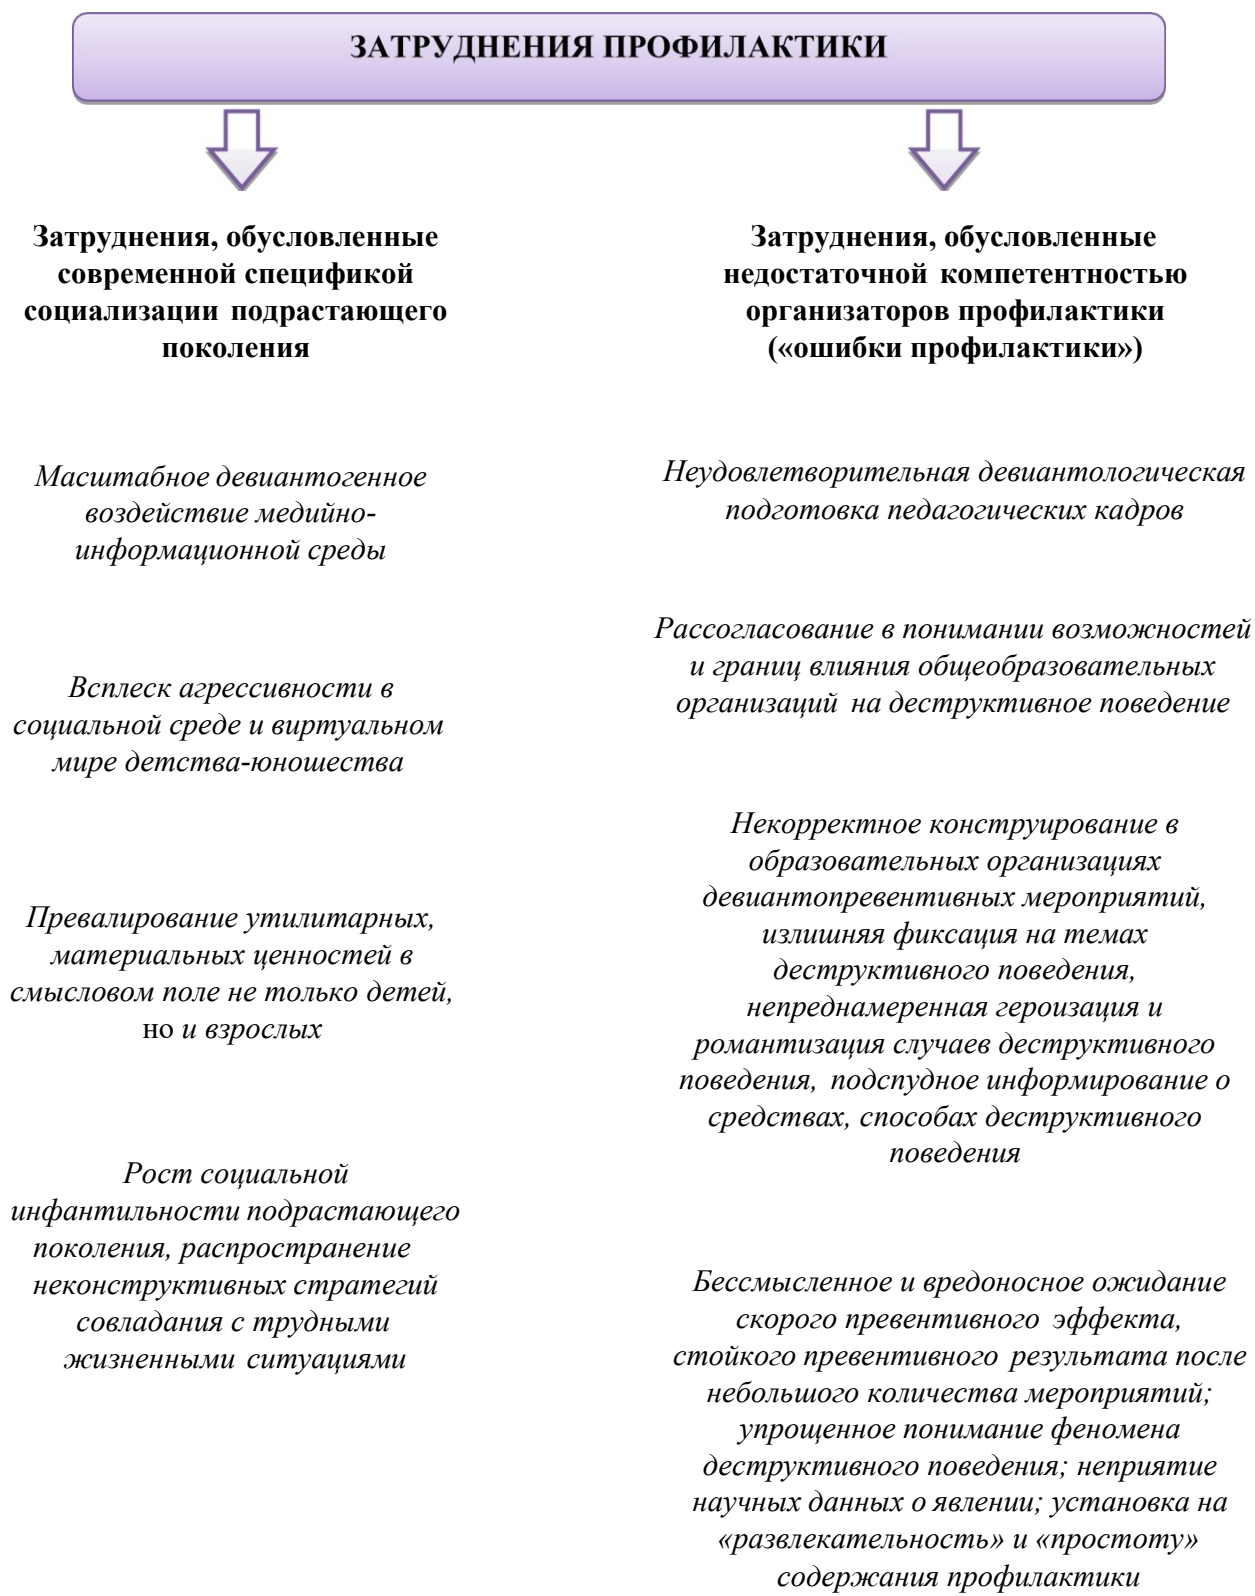 ЗАТРУДНЕНИЯ ПРОФИЛАКТИКИ
Затруднения, обусловленные
современной спецификой
социализации подрастающего
поколения
Масштабное девиантогенное
воздействие медийно-
информационной среды
Всплеск агрессивности в
социальной среде и виртуальном
мире детства-юношества
Превалирование утилитарных,
материальных ценностей в
смысловом поле не только детей,
но и взрослых
Рост социальной
инфантильности подрастающего
поколения, распространение
неконструктивных стратегий
совладания с трудными
жизненными ситуациями
Затруднения, обусловленные
недостаточной компетентностью
организаторов профилактики
(«ошибки профилактики»)
Неудовлетворительная девиантологическая
подготовка педагогических кадров
Рассогласование в понимании возможностей
и границ влияния общеобразовательных
организаций на деструктивное поведение
Некорректное конструирование в
образовательных организациях
девиантопревентивных мероприятий,
излишняя фиксация на темах
деструктивного поведения,
непреднамеренная героизация и
романтизация случаев деструктивного
поведения, подспудное информирование о
средствах, способах деструктивного
поведения
Бессмысленное и вредоносное ожидание
скорого превентивного эффекта,
стойкого превентивного результата после
небольшого количества мероприятий;
упрощенное понимание феномена
деструктивного поведения; неприятие
научных данных о явлении; установка на
«развлекательность» и «простоту»
содержания профилактики